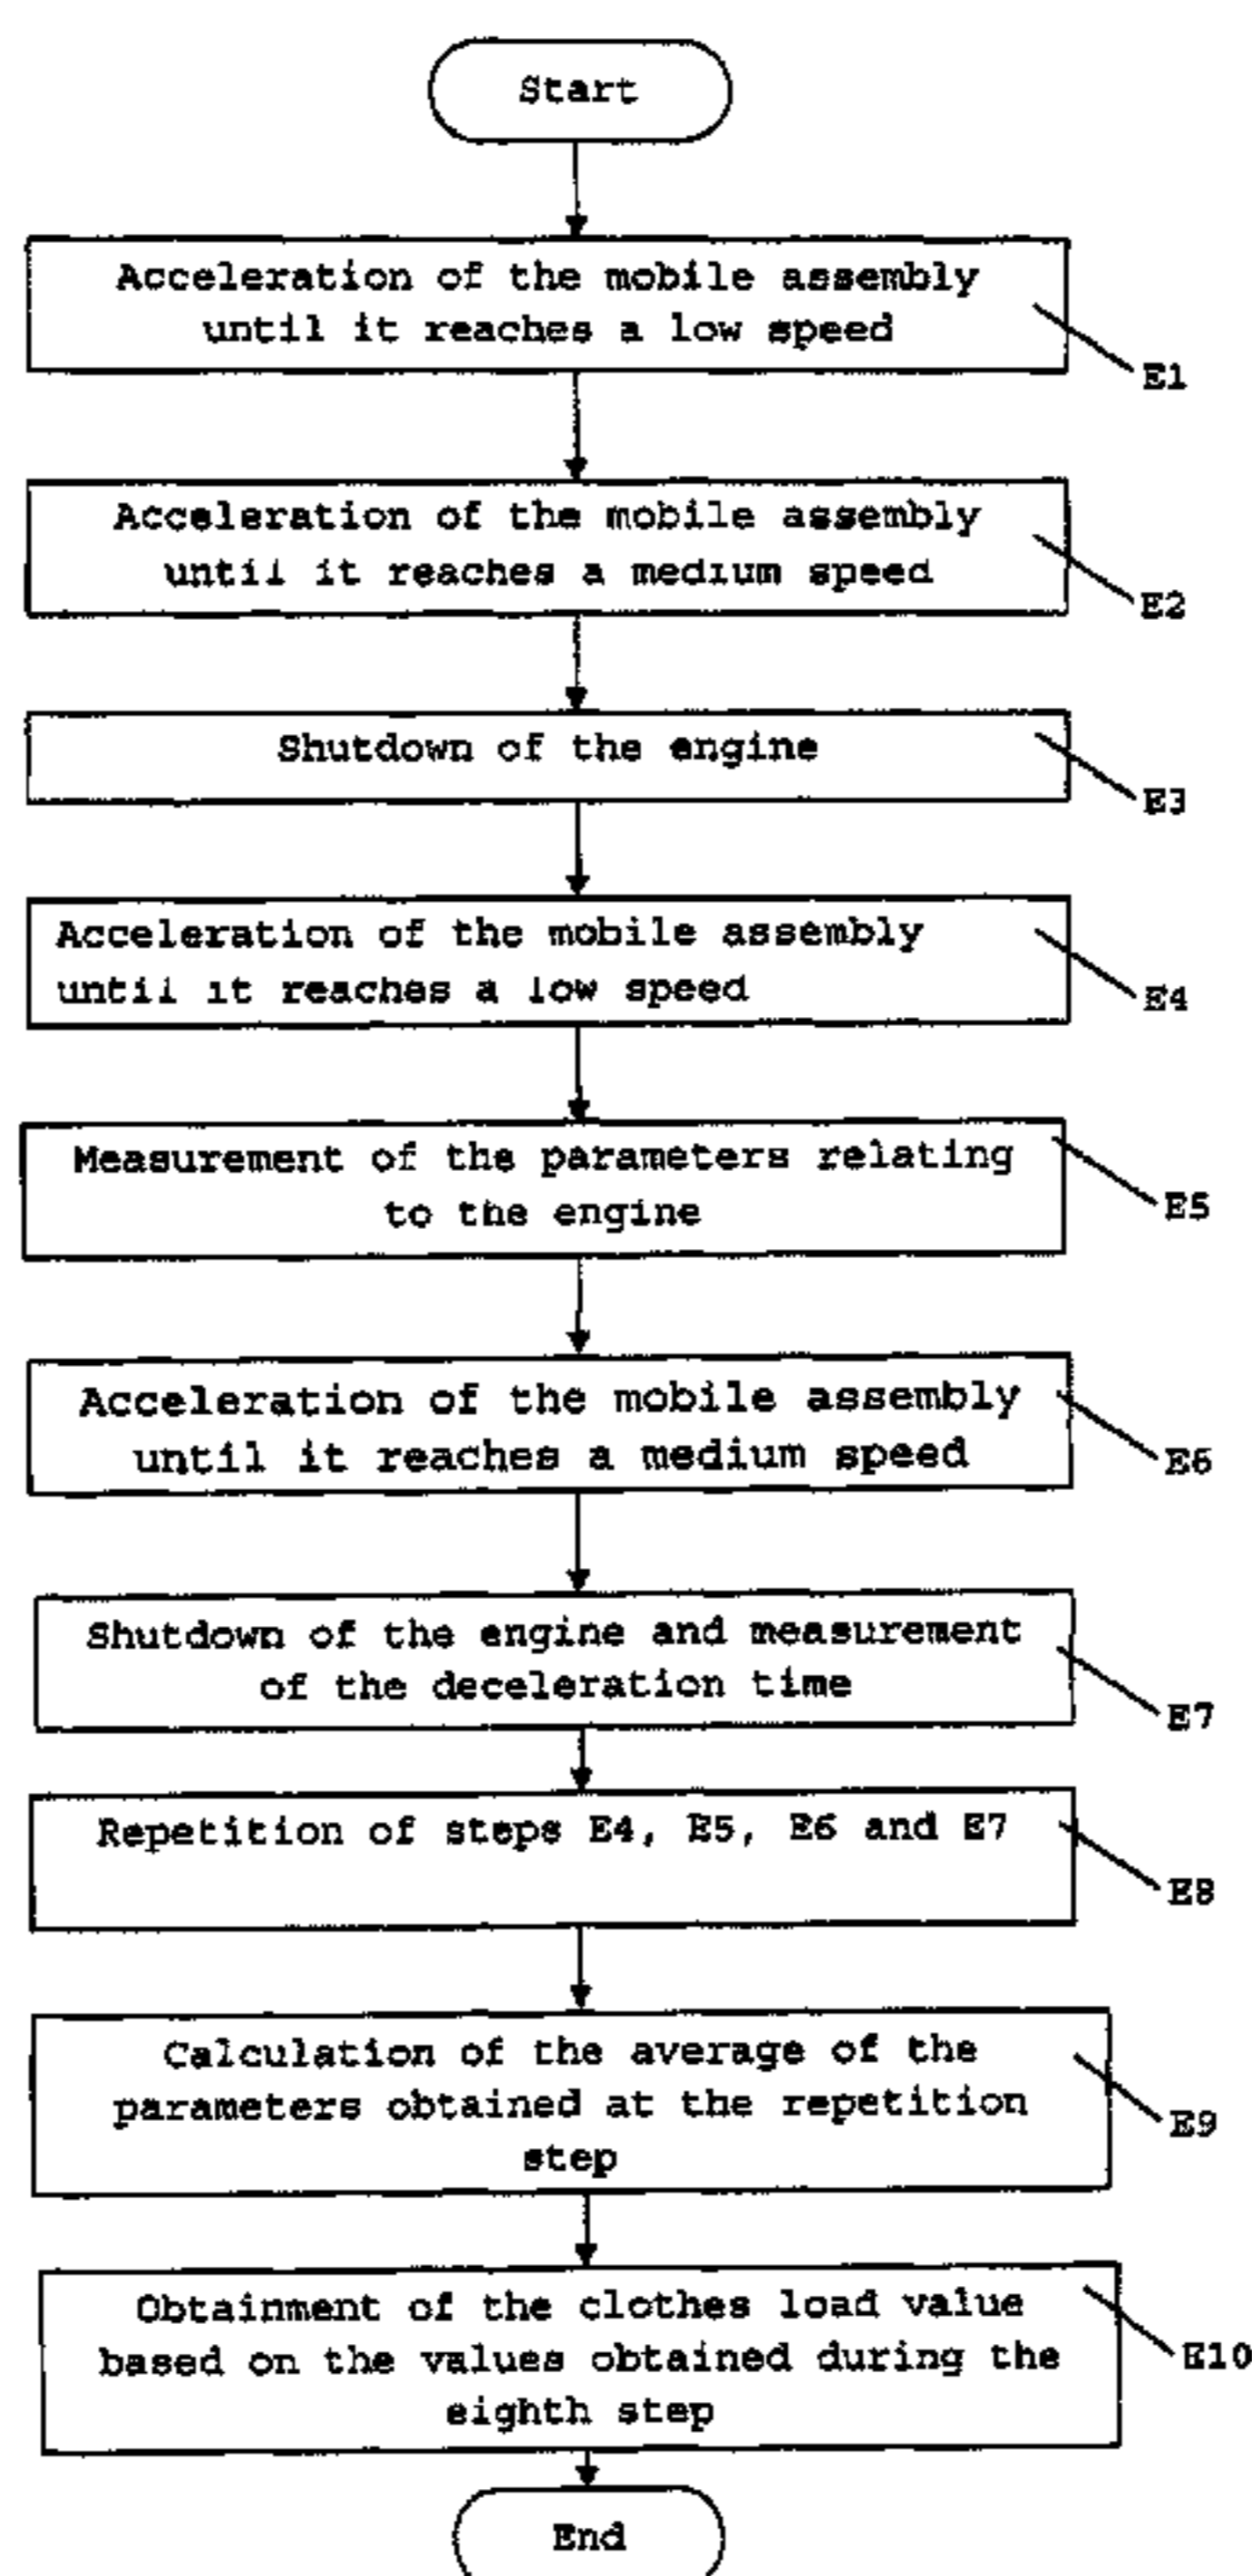 Start
Acceleration of the mobile assembly
until it reaches a low speed
E1
Acceleration of the mobile assembly
until it reaches a medium speed
E2
Shutdown of the engine
E3
Acceleration of the mobile assembly
until it reaches a low speed
E4
Measurement of the parameters relating
to the engine
E5
Acceleration of the mobile assembly
until it reaches a medium speed
E6
Shutdown of the engine and measurement
of the deceleration time
E7
Repetition of steps E4, E5, E6 and E7
E8
Calculation of the average of the
parameters obtained at the repetition
step
E9
Obtainment of the clothes load value
based on the values obtained during the
eighth step
E10
End